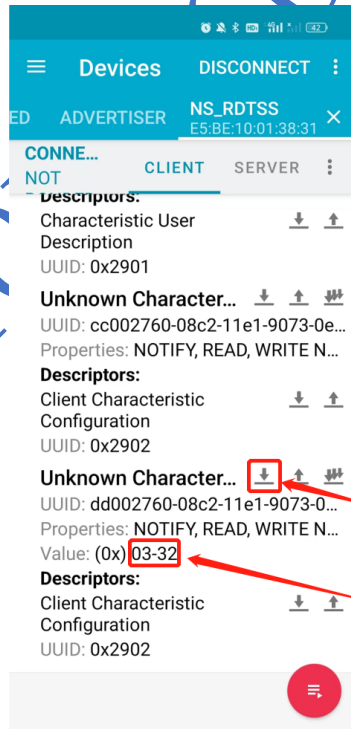 42
Devices DISCONNECT
ED ADVERTISER NS_RDTSS
E5:BE:10:01:38:31
CONNE...
NOT
CLIENT SERVER
Descriptors:
Characteristic User
Description
UUID: 0x2901
Unknown Character...
UUID: cc002760-08c2-11e1-9073-0e...
Properties: NOTIFY, READ, WRITE N...
Descriptors:
Client Characteristic
Configuration
UUID: 0x2902
Unknown Character...
UUID: dd002760-08c2-11e1-9073-0...
Properties: NOTIFY, READ, WRITE N...
Value: (0x) 03-32
Descriptors:
Client Characteristic
Configuration
UUID: 0x2902